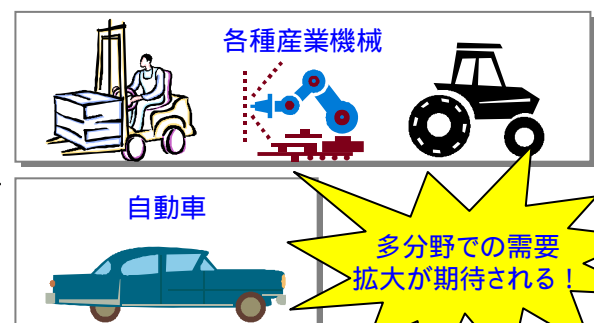 各種産業機械
自動車
多分野での需要
拡大が期待される！